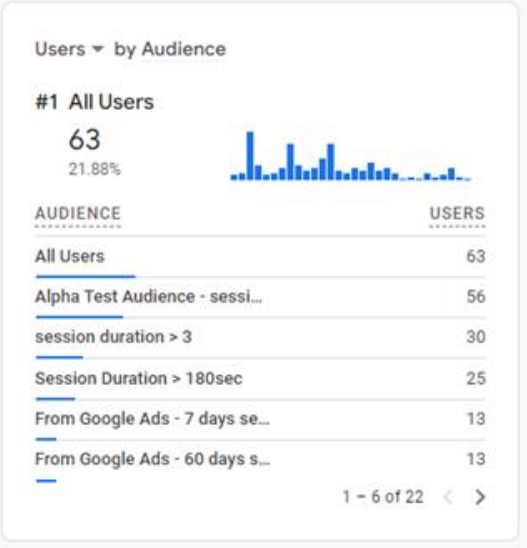 Users by Audience
#1 All Users
63
21.88%
AUDIENCE USERS
All Users 63
Alpha Test Audience - sessi... 56
session duration > 3 30
Session Duration > 180sec 25
From Google Ads - 7 days se... 13
From Google Ads - 60 days s... 13
1 – 6 of 22